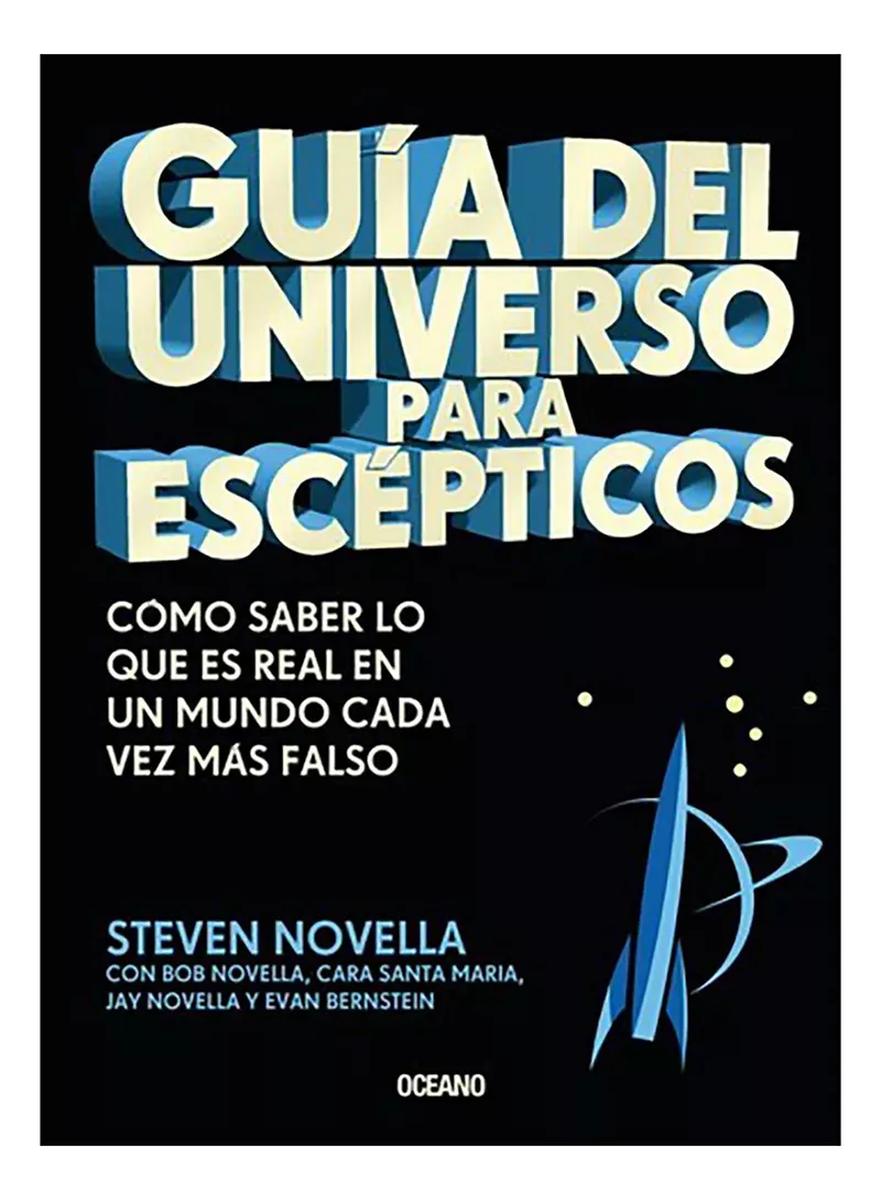 GUÍA DEL
UNIVERSO
PARA
ESCÉPTICOS
CÓMO SABER LO
QUE ES REAL EN
UN MUNDO CADA
VEZ MÁS FALSO
STEVEN NOVELLA
CON BOB NOVELLA, CARA SANTA MARIA,
JAY NOVELLA Y EVAN BERNSTEIN
OCEANO